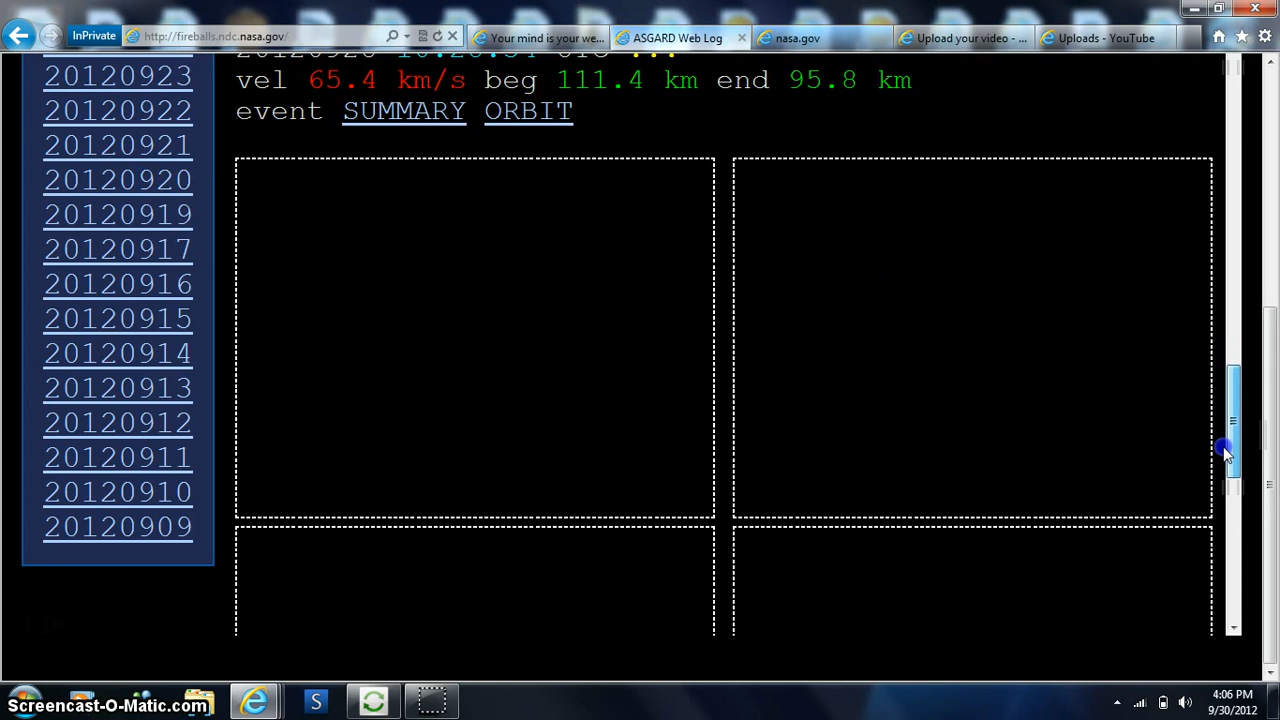 InPrivate
http://fireballs.ndc.nasa.gov/
Your mind is your we...
ASGARD Web Log
nasa.gov
Upload your video - ...
Uploads - YouTube
20120923
20120922
20120921
20120920
20120919
20120917
20120916
20120915
20120914
20120913
20120912
20120911
20120910
20120909
vel 65.4 km/s beg 111.4 km end 95.8 km
event SUMMARY ORBIT
Screencast-O-Matic.com
S
4:06 PM
9/30/2012